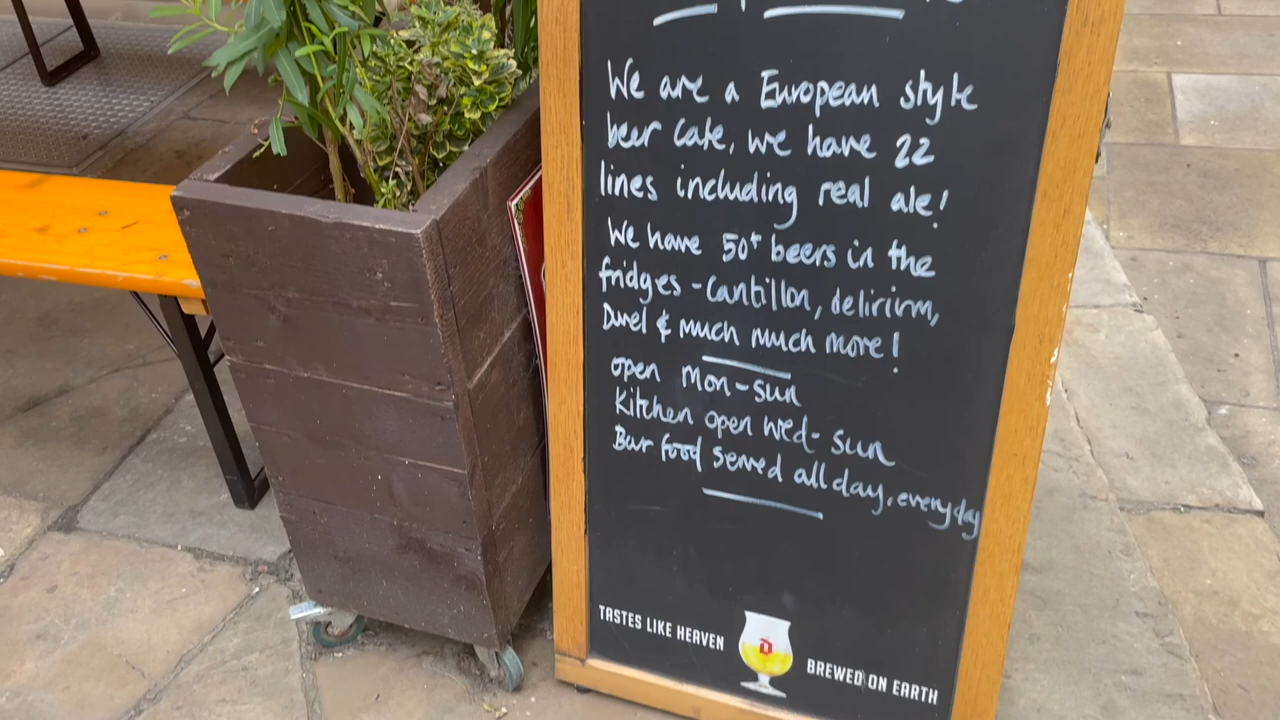 We are a European style
beer cafe, we have 22
lines including real ale!
We have 50+ beers in the
fridges - Cantillon, delirium,
Duvel & much much more!
open Mon-sun
Kitchen open wed- sun
Bar food served all day, everyday
TASTES LIKE HEAVEN
BREWED ON EARTH